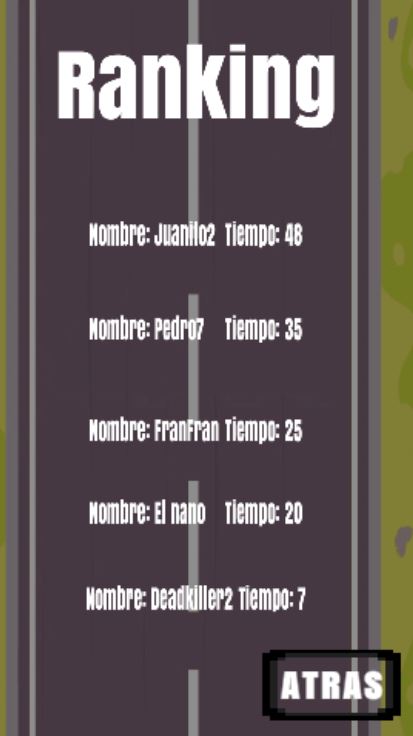 Ranking
Nombre: Juanito2 Tiempo: 48
Nombre: Pedro7 Tiempo: 35
Nombre: FranFran Tiempo: 25
Nombre: El nano Tiempo: 20
Nombre: Deadkiller2 Tiempo: 7
ATRAS